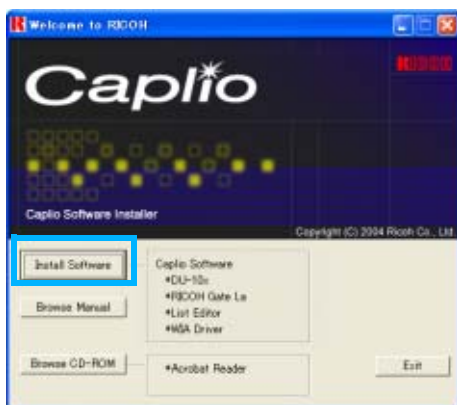 Welcome to RICOH
RICOH
Caplio
Caplio Software Installer
Copyright (C) 2004 Ricoh Co., Ltd
Install Software
Caplio Software
*DU-10x
*RICOH Gate La
*List Editor
*WIA Driver
Browse Manual
Browse CD-ROM
*Acrobat Reader
Exit